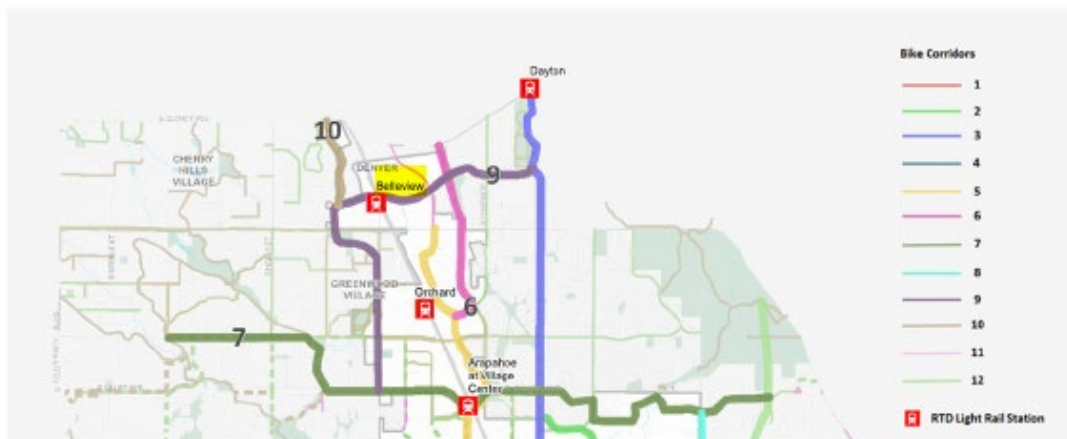 Bike Corridors
Dayton
1
2
10
3
CHERRY
HILLS
VILLAGE
DENVER
9
4
Belleview
5
6
7
GREENWOOD
VILLAGE
Orchard
6
8
7
9
10
Arapahoe
at Village
Center
11
12
RTD Light Rail Station